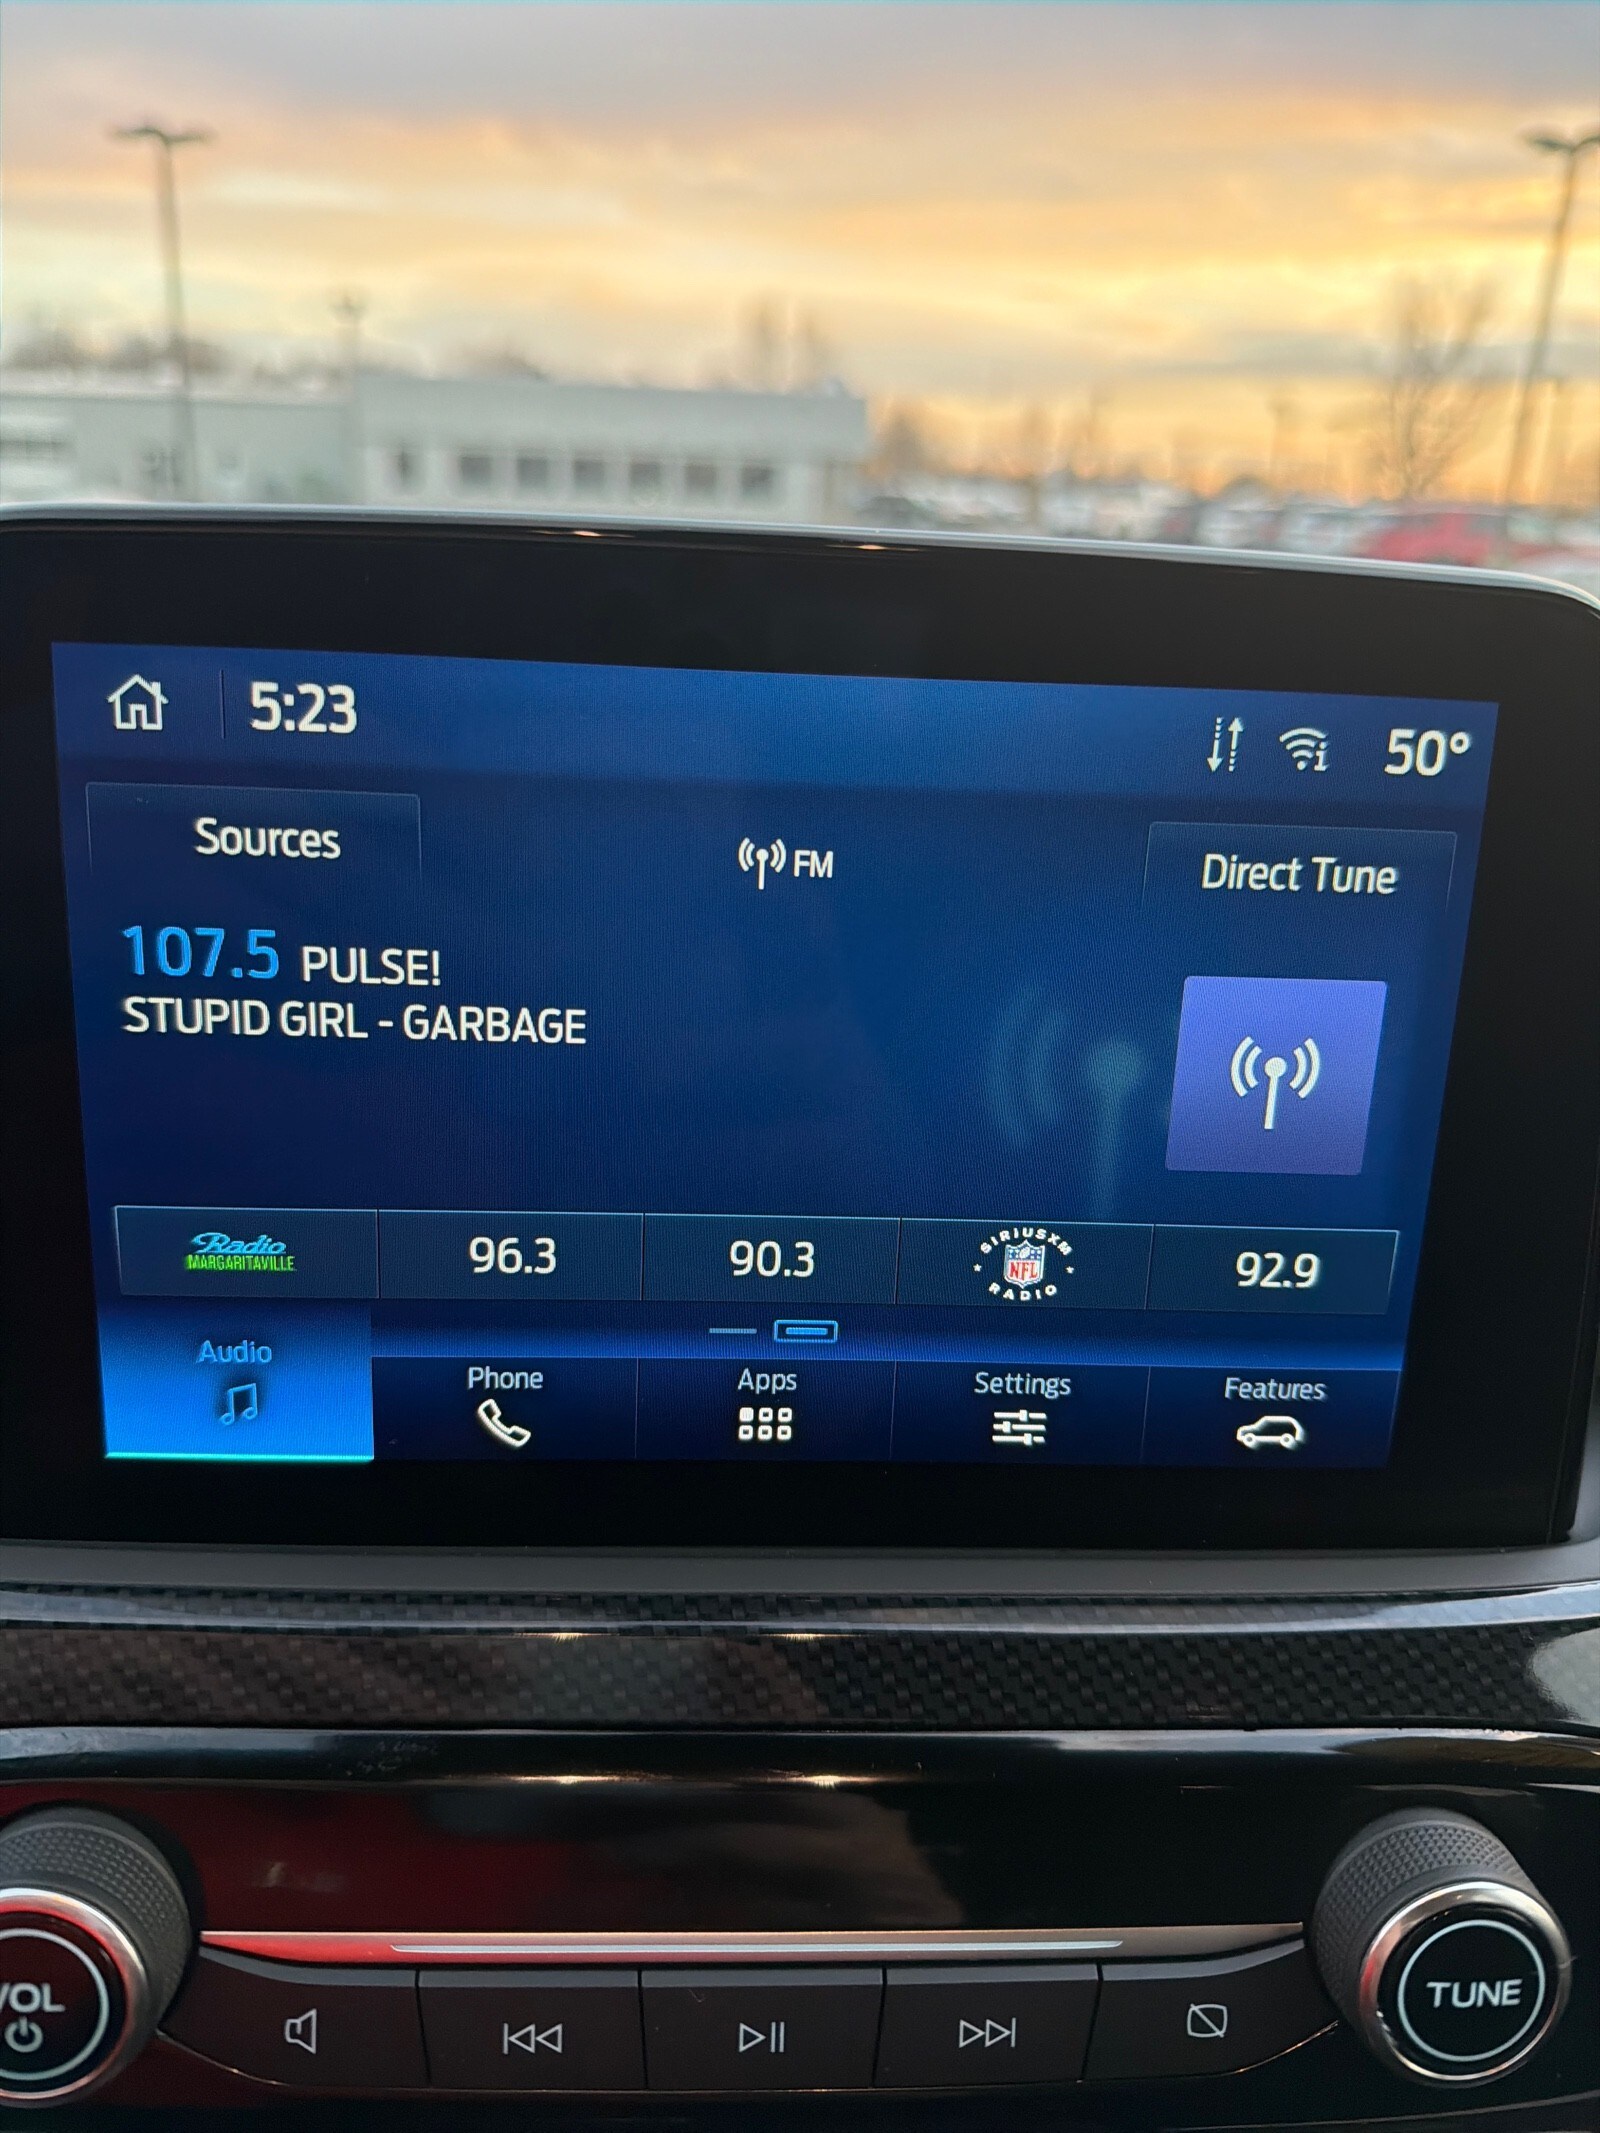 5:23
50°
Sources
FM
Direct Tune
107.5 PULSE!
STUPID GIRL - GARBAGE
Radio
MARGARITAVILLE
96.3
90.3
SIRIUSXM
NFL
RADIO
92.9
Audio
Phone
Apps
Settings
Features
VOL
TUNE